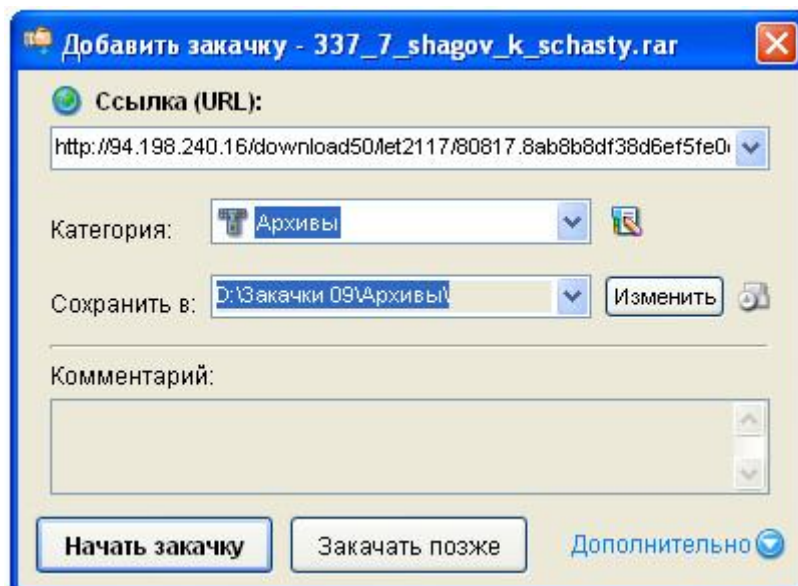 Добавить закачку - 337_7_shagov_k_schasty.rar
Ссылка (URL):
http://94.198.240.16/download50/let2117/80817.8ab8b8df38d6ef5fe0
Категория: Архивы
Сохранить в: D:\Закачки 09\Архивы\ Изменить
Комментарий:
Начать закачку Закачать позже Дополнительно